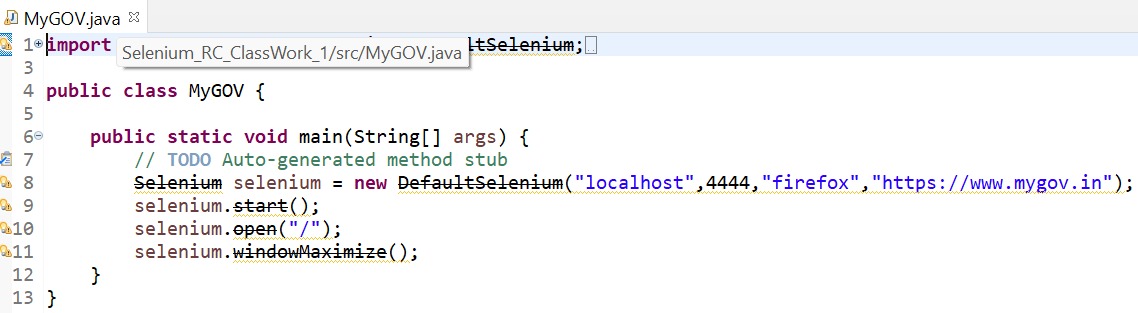 MyGOV.java
1 import ultSelenium;
Selenium_RC_ClassWork_1/src/MyGOV.java
3
4 public class MyGOV {
5
6 public static void main(String[] args) {
7 // TODO Auto-generated method stub
8 Selenium selenium = new DefaultSelenium("localhost",4444,"firefox","https://www.mygov.in");
9 selenium.start();
10 selenium.open("/");
11 selenium.windowMaximize();
12 }
13 }